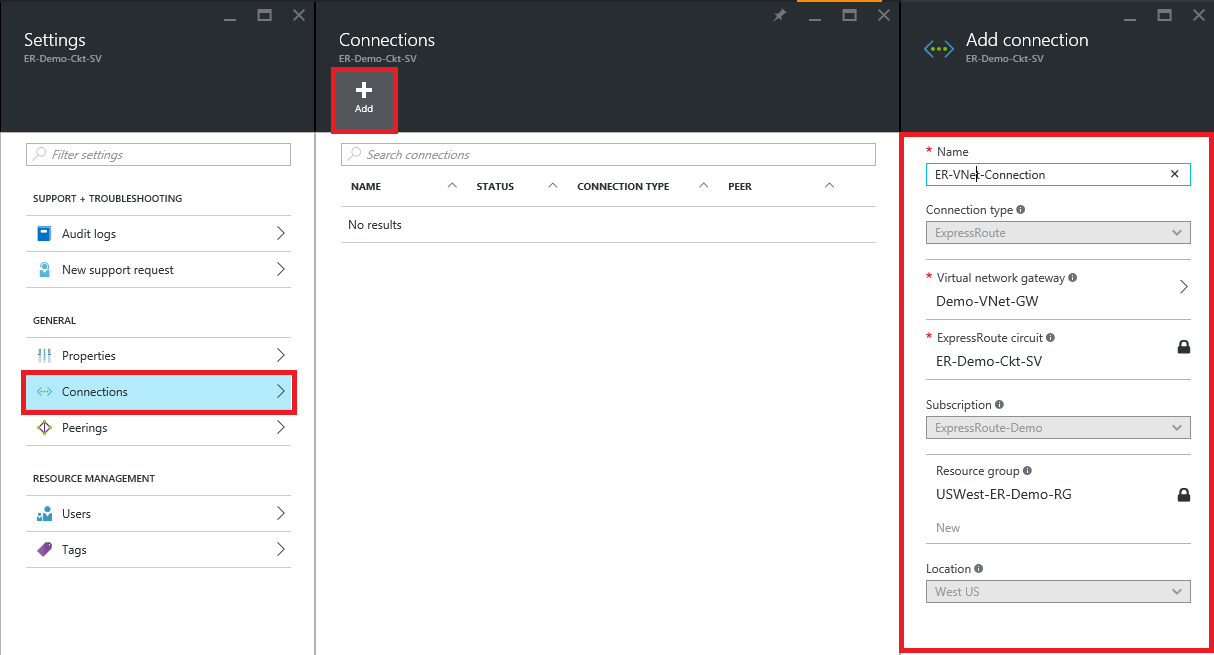 Settings
ER-Demo-Ckt-SV
Filter settings
SUPPORT + TROUBLESHOOTING
Audit logs
New support request
GENERAL
Properties
Connections
Peerings
RESOURCE MANAGEMENT
Users
Tags
Connections
ER-Demo-Ckt-SV
Add
Search connections
NAME STATUS CONNECTION TYPE PEER
No results
Add connection
ER-Demo-Ckt-SV
* Name
ER-VNet-Connection
Connection type
ExpressRoute
* Virtual network gateway
Demo-VNet-GW
* ExpressRoute circuit
ER-Demo-Ckt-SV
Subscription
ExpressRoute-Demo
Resource group
USWest-ER-Demo-RG
New
Location
West US